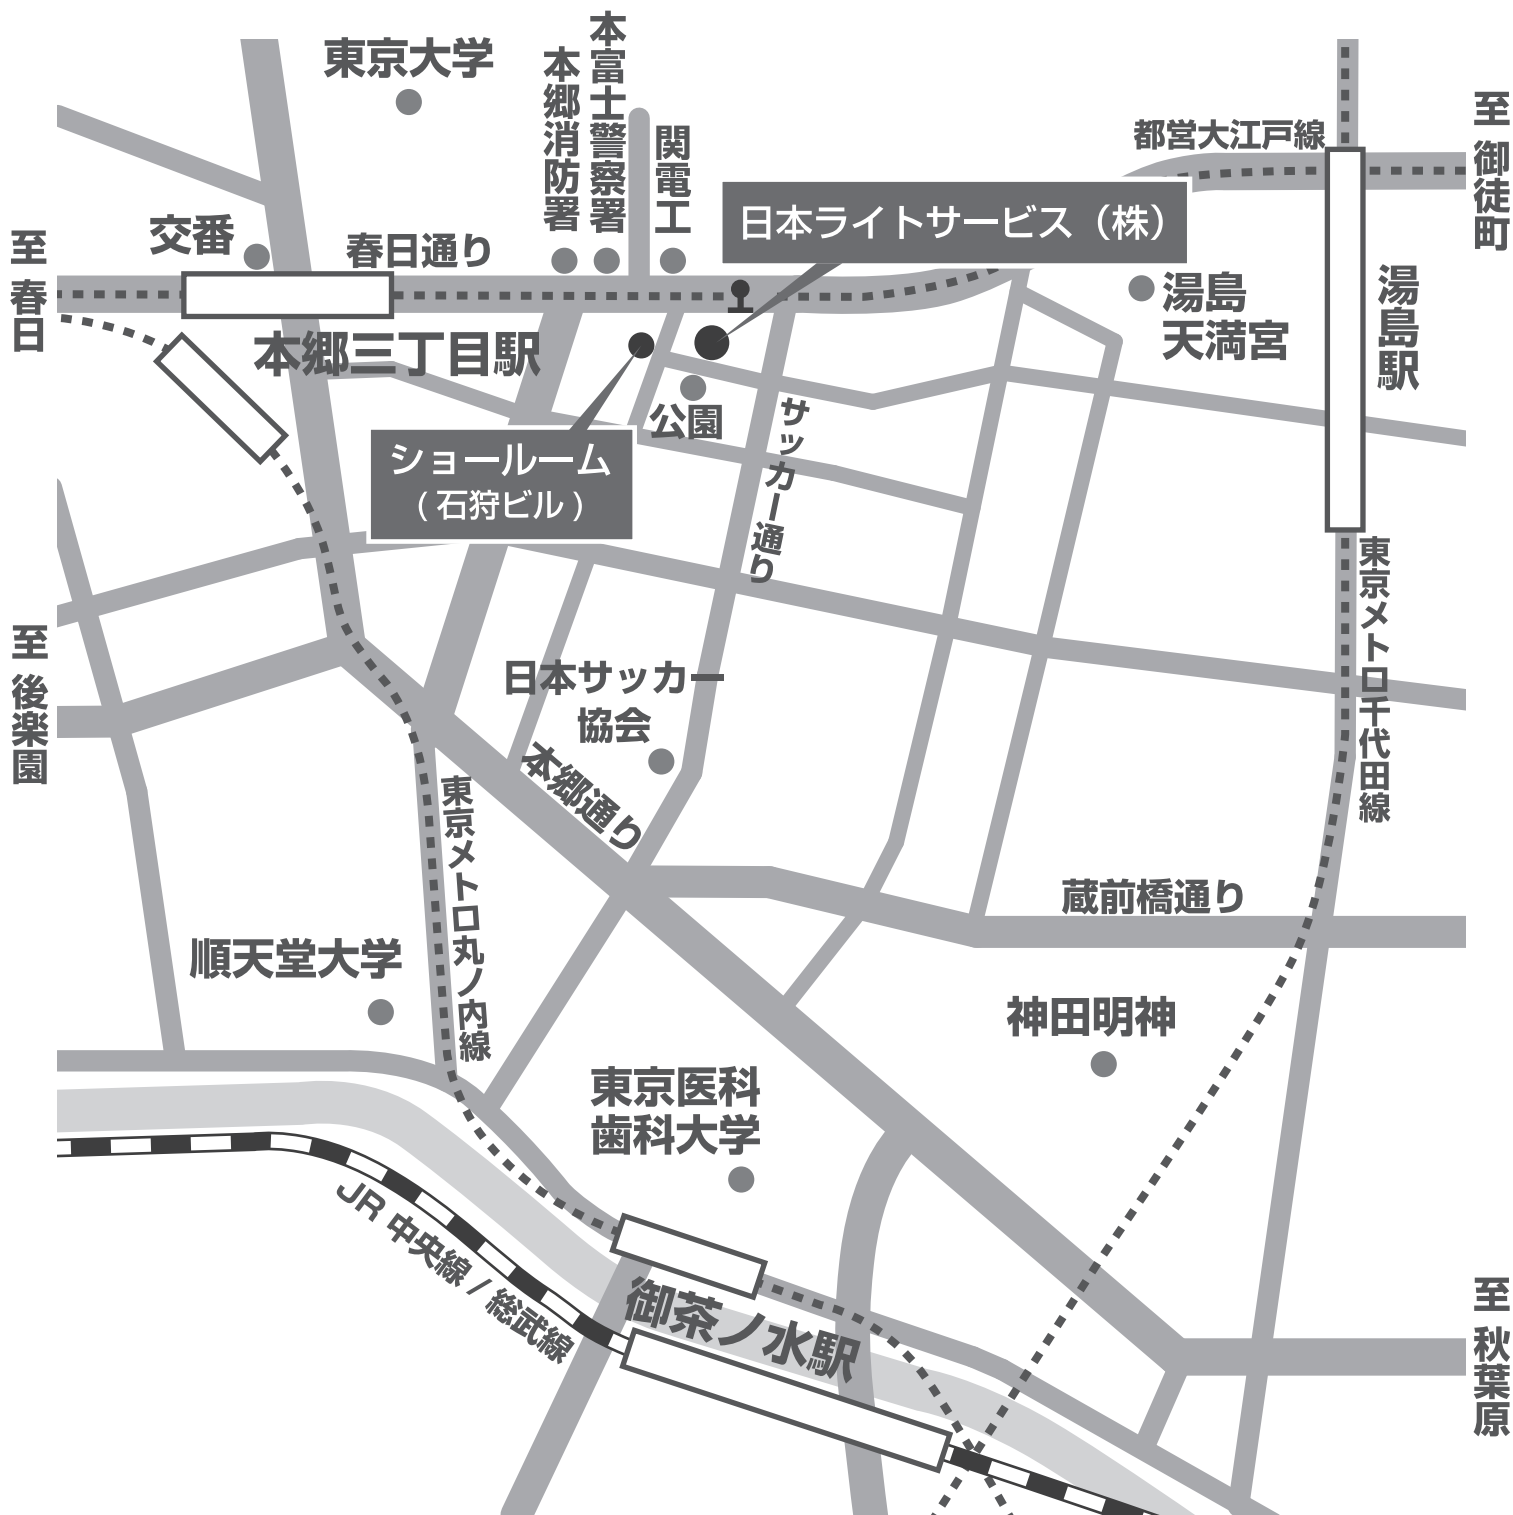 東京大学
本郷消防署
本富士警察署
関電工
都営大江戸線
至 御徒町
日本ライトサービス（株）
交番
春日通り
至 春日
湯島
天満宮
湯島駅
本郷三丁目駅
公園
サッカー通り
ショールーム
（石狩ビル）
東京メトロ千代田線
至 後楽園
日本サッカー
協会
本郷通り
東京メトロ丸ノ内線
蔵前橋通り
順天堂大学
神田明神
東京医科
歯科大学
JR 中央線 / 総武線
御茶ノ水駅
至 秋葉原